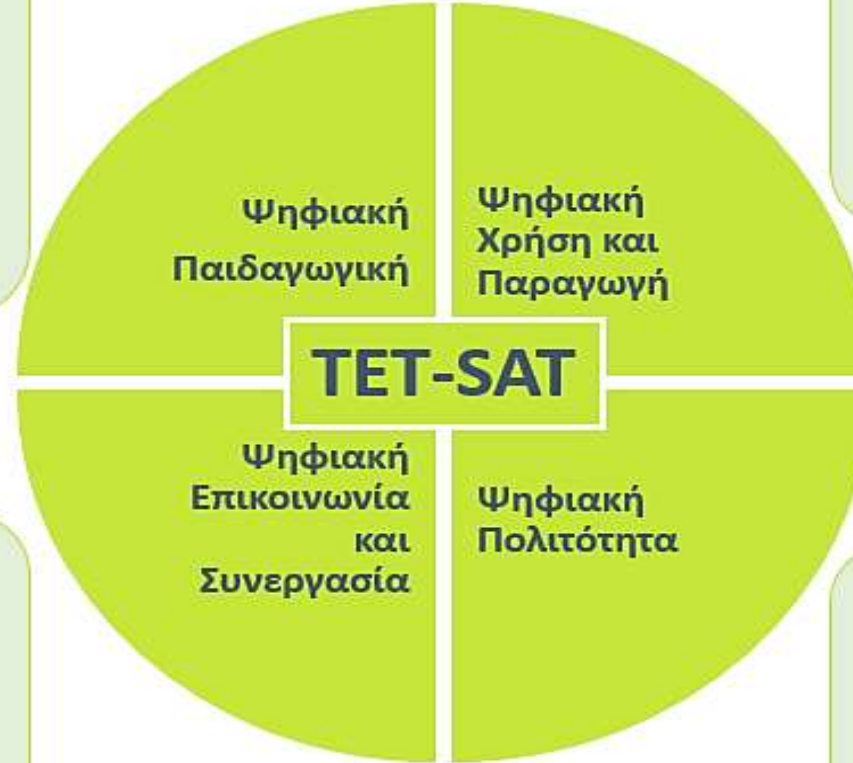 Ψηφιακή
Παιδαγωγική
Ψηφιακή
Χρήση και
Παραγωγή
TET-SAT
Ψηφιακή
Επικοινωνία
και
Συνεργασία
Ψηφιακή
Πολιτότητα